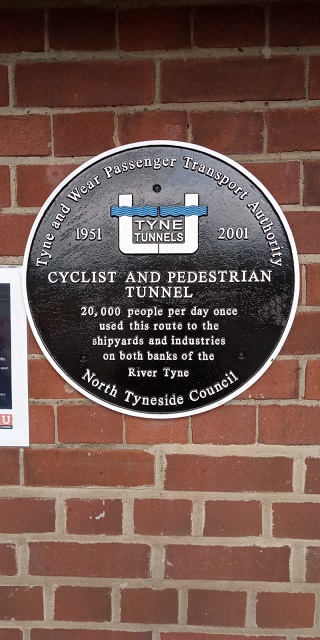 Tyne and Wear Passenger Transport Authority
1951
TYNE
TUNNELS
2001
CYCLIST AND PEDESTRIAN
TUNNEL
20,000 people per day once
used this route to the
shipyards and industries
on both banks of the
River Tyne
North Tyneside Council
U